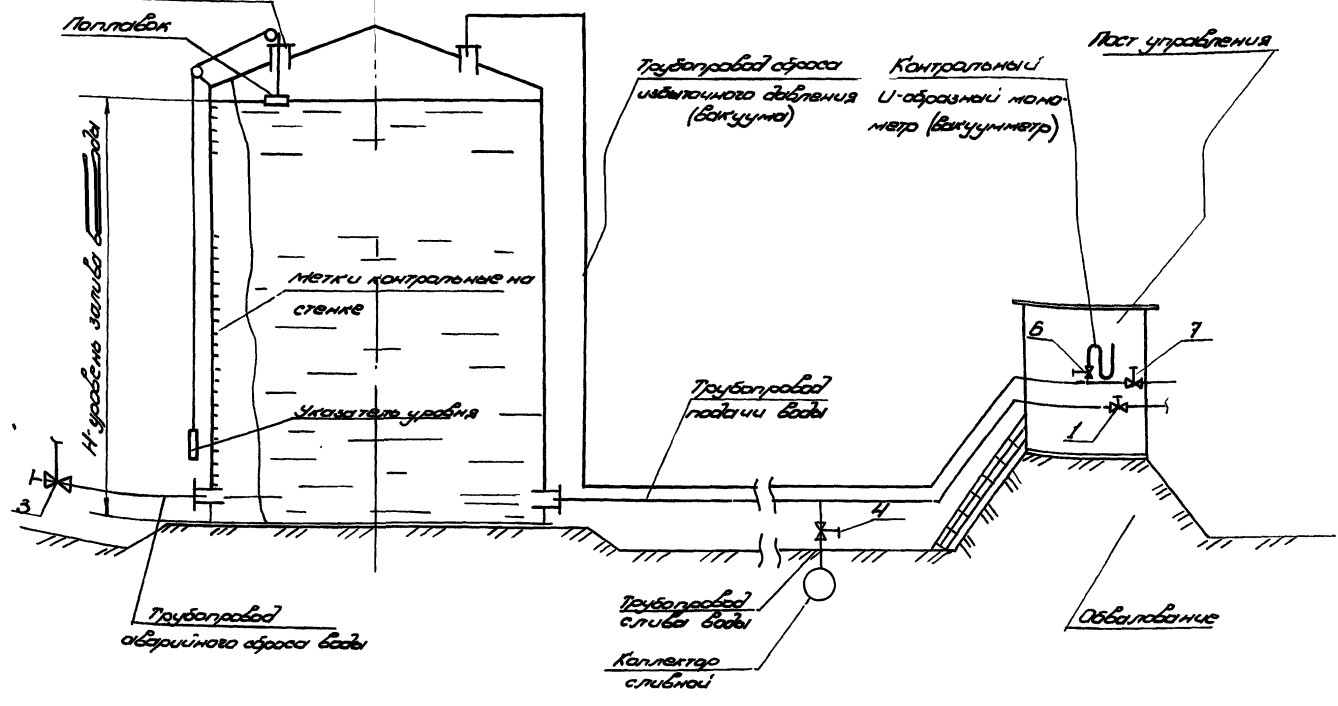 Поплавок
Трубопровод сброса
избыточного давления
(вакуума)
Контрольный
U-образный мано-
метр (вакуумметр)
Пост управления
Н-уровень залива воды
Метки контрольные на
стенке
Указатель уровня
Трубопровод
подачи воды
6
7
1
3
4
Трубопровод
аварийного сброса воды
Трубопровод
слива воды
Коллектор
сливной
Обвалование